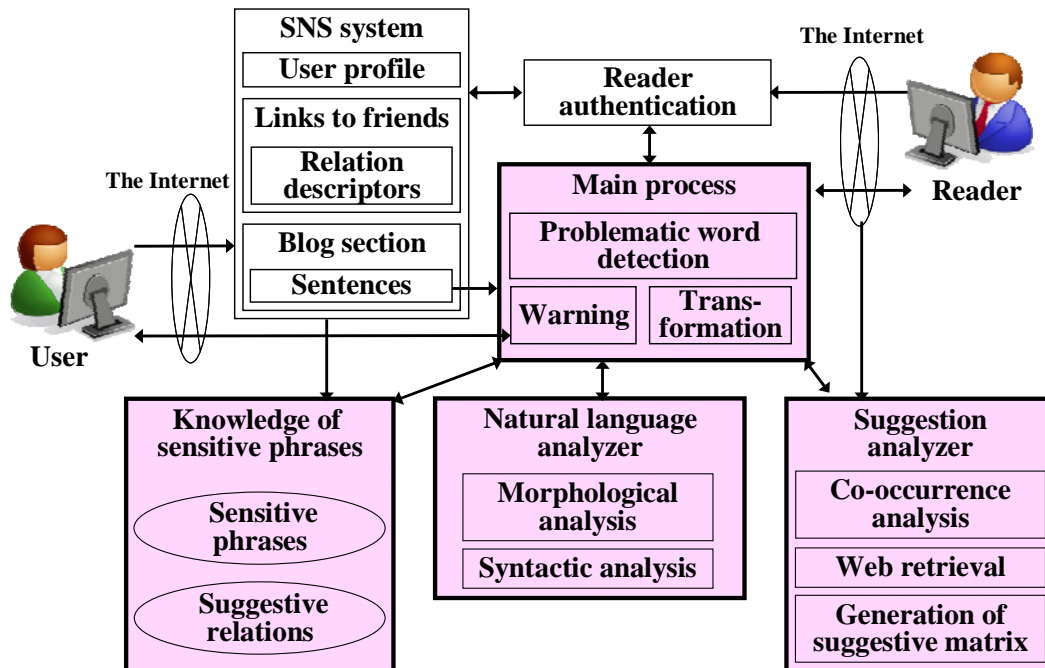 SNS system
User profile
Links to friends
Relation
descriptors
Blog section
Sentences
The Internet
User
Reader
authentication
The Internet
Reader
Main process
Problematic word
detection
Warning
Trans-
formation
Knowledge of
sensitive phrases
Sensitive
phrases
Suggestive
relations
Natural language
analyzer
Morphological
analysis
Syntactic analysis
Suggestion
analyzer
Co-occurrence
analysis
Web retrieval
Generation of
suggestive matrix